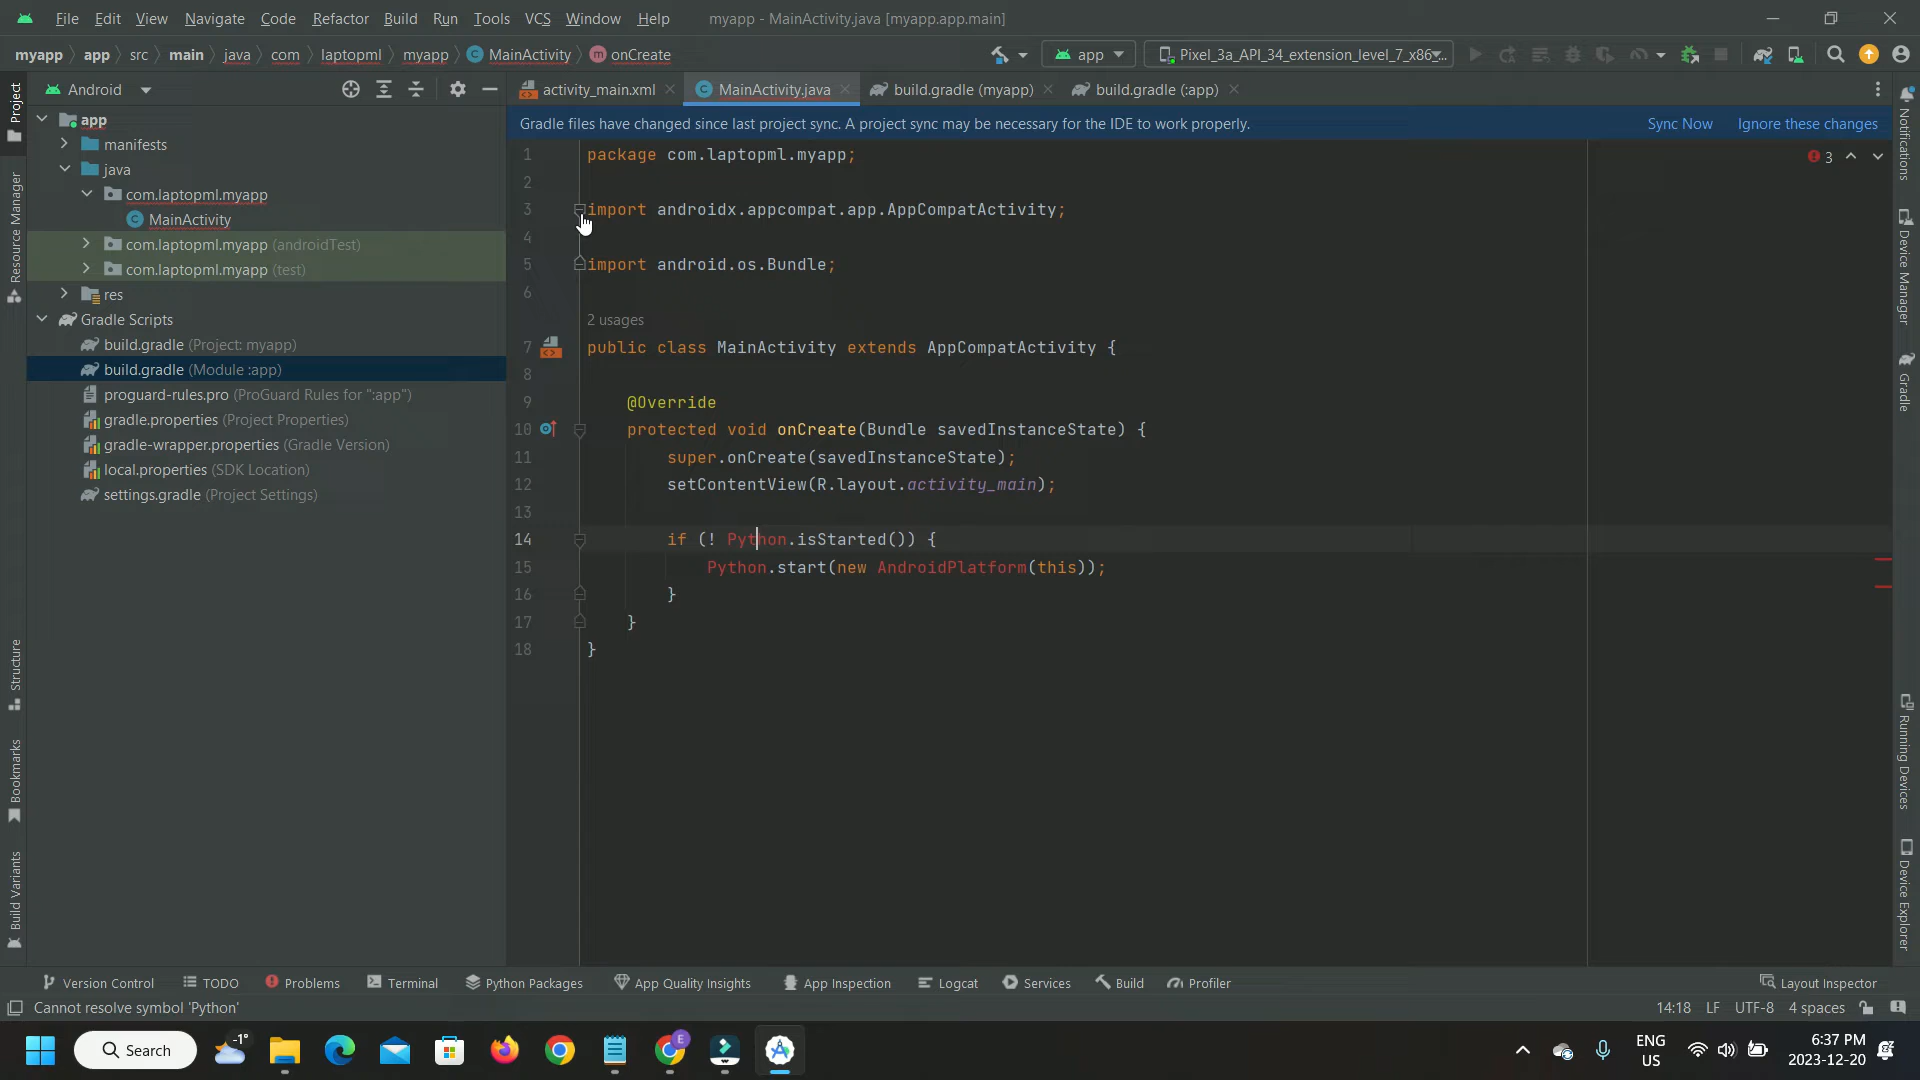 File Edit View Navigate Code Refactor Build Run Tools VCS Window Help myapp - MainActivity.java [myapp.app.main]
myapp app src main java com laptopml myapp MainActivity onCreate app Pixel_3a_API_34_extension_level_7_x86...
Android
activity_main.xml MainActivity.java build.gradle (myapp) build.gradle (:app)
Gradle files have changed since last project sync. A project sync may be necessary for the IDE to work properly. Sync Now Ignore these changes
Project
Resource Manager
Structure
Bookmarks
Build Variants
app
manifests
java
com.laptopml.myapp
MainActivity
com.laptopml.myapp (androidTest)
com.laptopml.myapp (test)
res
Gradle Scripts
build.gradle (Project: myapp)
build.gradle (Module :app)
proguard-rules.pro (ProGuard Rules for ":app")
gradle.properties (Project Properties)
gradle-wrapper.properties (Gradle Version)
local.properties (SDK Location)
settings.gradle (Project Settings)
1 package com.laptopml.myapp;
2
3 import androidx.appcompat.app.AppCompatActivity;
4
5 import android.os.Bundle;
6
2 usages
7 public class MainActivity extends AppCompatActivity {
8
9 @Override
10 protected void onCreate(Bundle savedInstanceState) {
11 super.onCreate(savedInstanceState);
12 setContentView(R.layout.activity_main);
13
14 if (! Python.isStarted()) {
15 Python.start(new AndroidPlatform(this));
16 }
17 }
18 }
3
Notifications
Device Manager
Gradle
Running Devices
Device Explorer
Version Control TODO Problems Terminal Python Packages App Quality Insights App Inspection Logcat Services Build Profiler Layout Inspector
Cannot resolve symbol 'Python' 14:18 LF UTF-8 4 spaces
Search -1° E ENG US 6:37 PM 2023-12-20